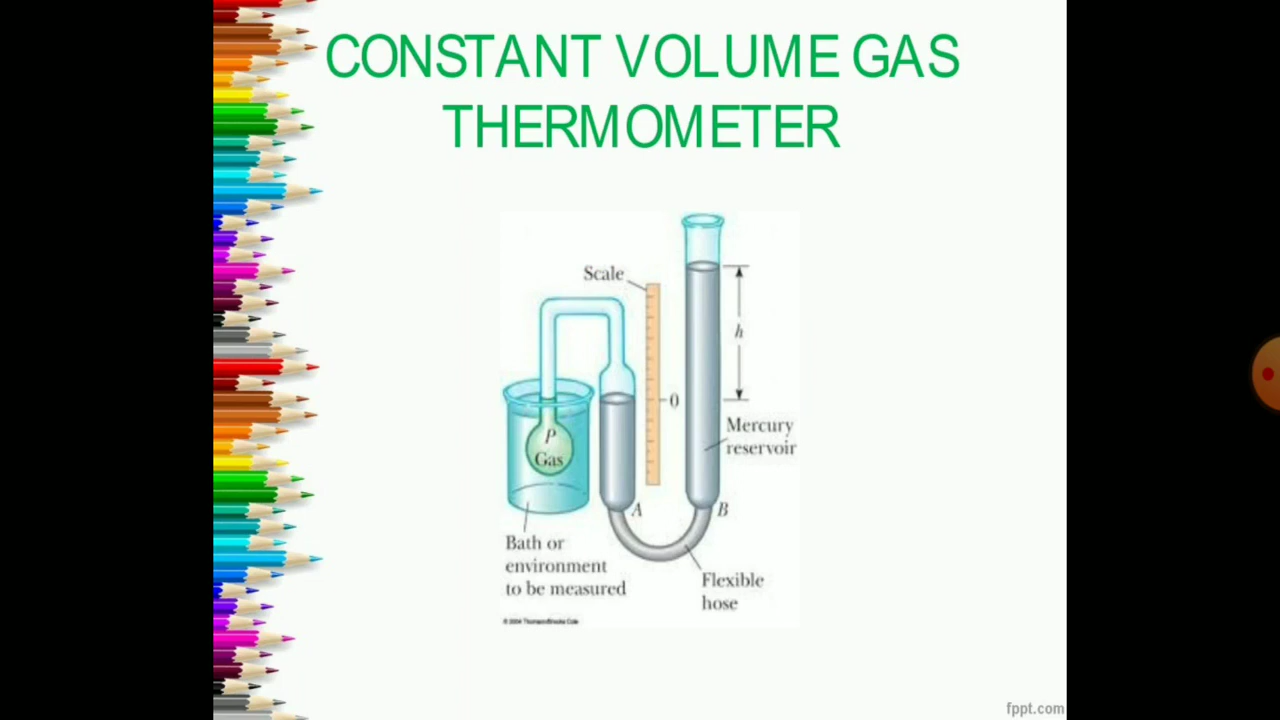 CONSTANT VOLUME GAS
THERMOMETER
Scale
h
0
Mercury
reservoir
P
Gas
A
B
Bath or
environment
to be measured
Flexible
hose
fppt.com